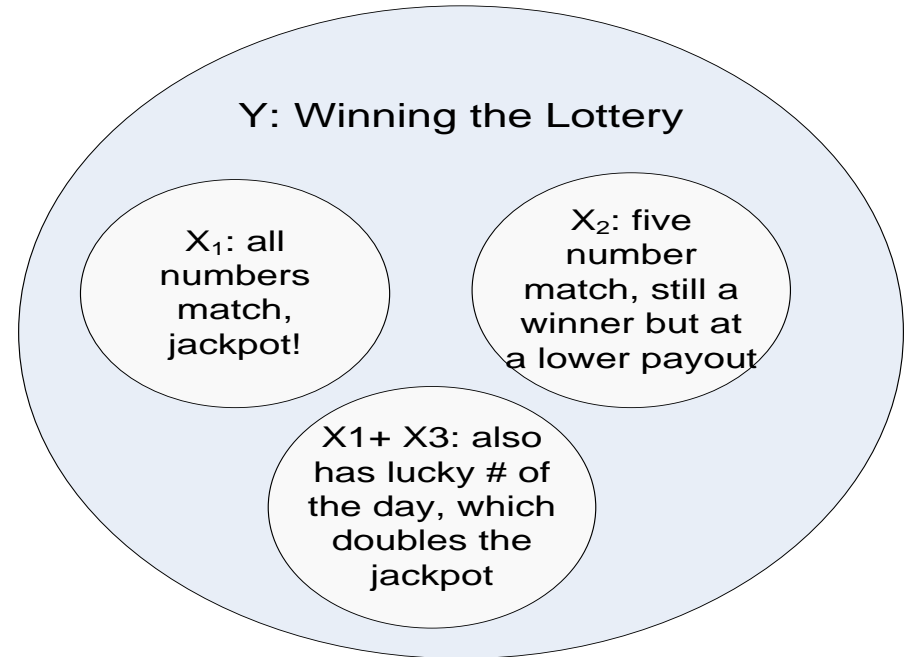 Y: Winning the Lottery
X₁: all
numbers
match,
jackpot!
X₂: five
number
match, still a
winner but at
a lower payout
X1+ X3: also
has lucky # of
the day, which
doubles the
jackpot